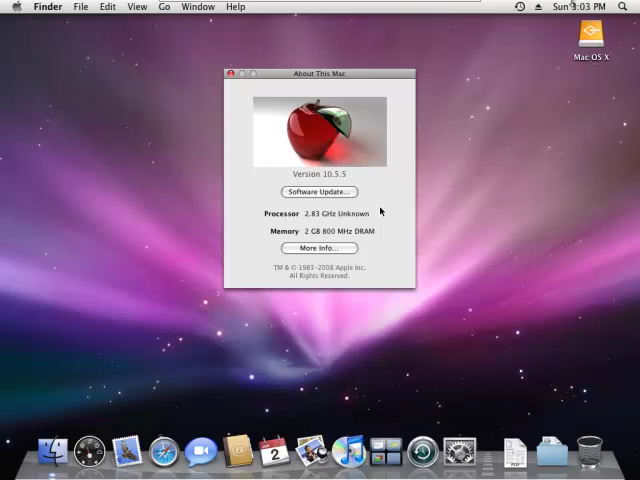 Finder File Edit View Go Window Help Sun 3:03 PM
Mac OS X
About This Mac
Version 10.5.5
Software Update...
Processor 2.83 GHz Unknown
Memory 2 GB 800 MHz DRAM
More Info...
TM & © 1983-2008 Apple Inc.
All Rights Reserved.
2
PDF